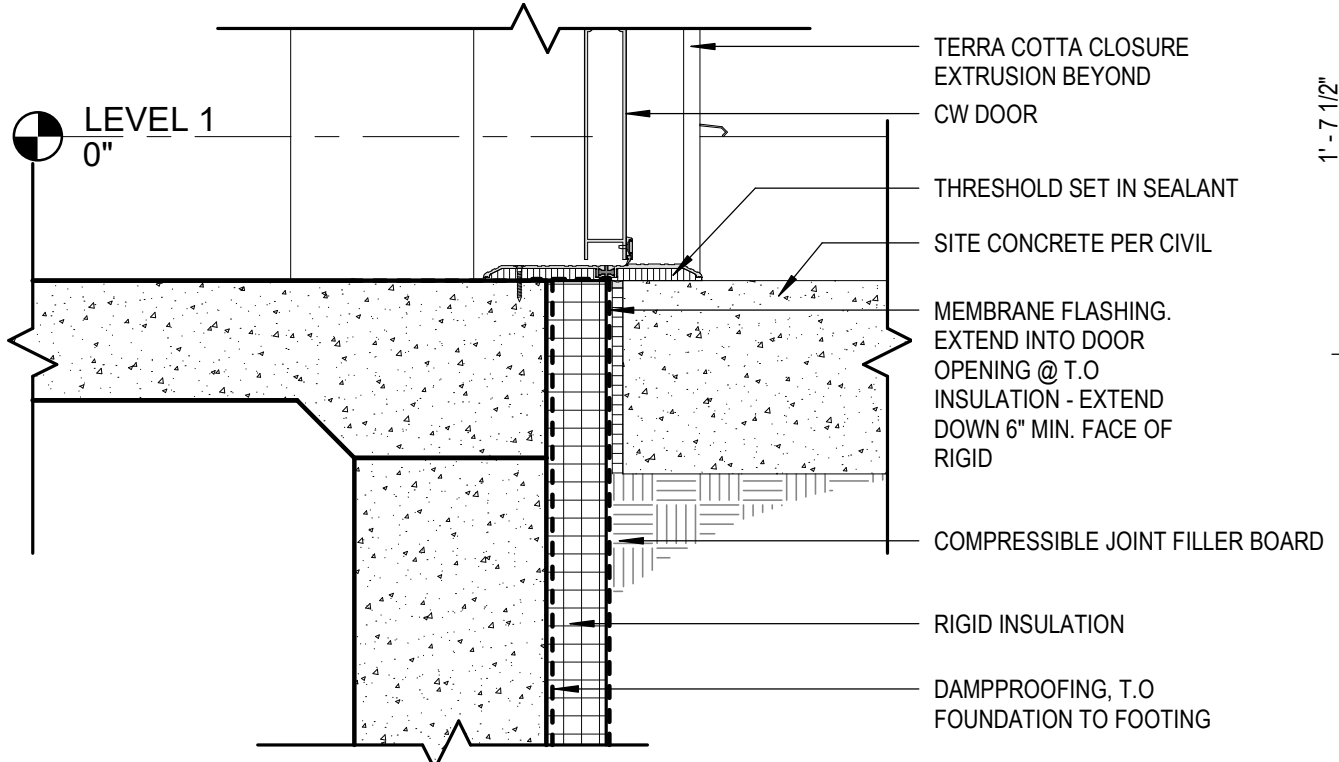 LEVEL 1
0"
TERRA COTTA CLOSURE
EXTRUSION BEYOND
CW DOOR
THRESHOLD SET IN SEALANT
SITE CONCRETE PER CIVIL
MEMBRANE FLASHING.
EXTEND INTO DOOR
OPENING @ T.O
INSULATION - EXTEND
DOWN 6" MIN. FACE OF
RIGID
COMPRESSIBLE JOINT FILLER BOARD
RIGID INSULATION
DAMPPROOFING, T.O
FOUNDATION TO FOOTING
1' - 7 1/2"